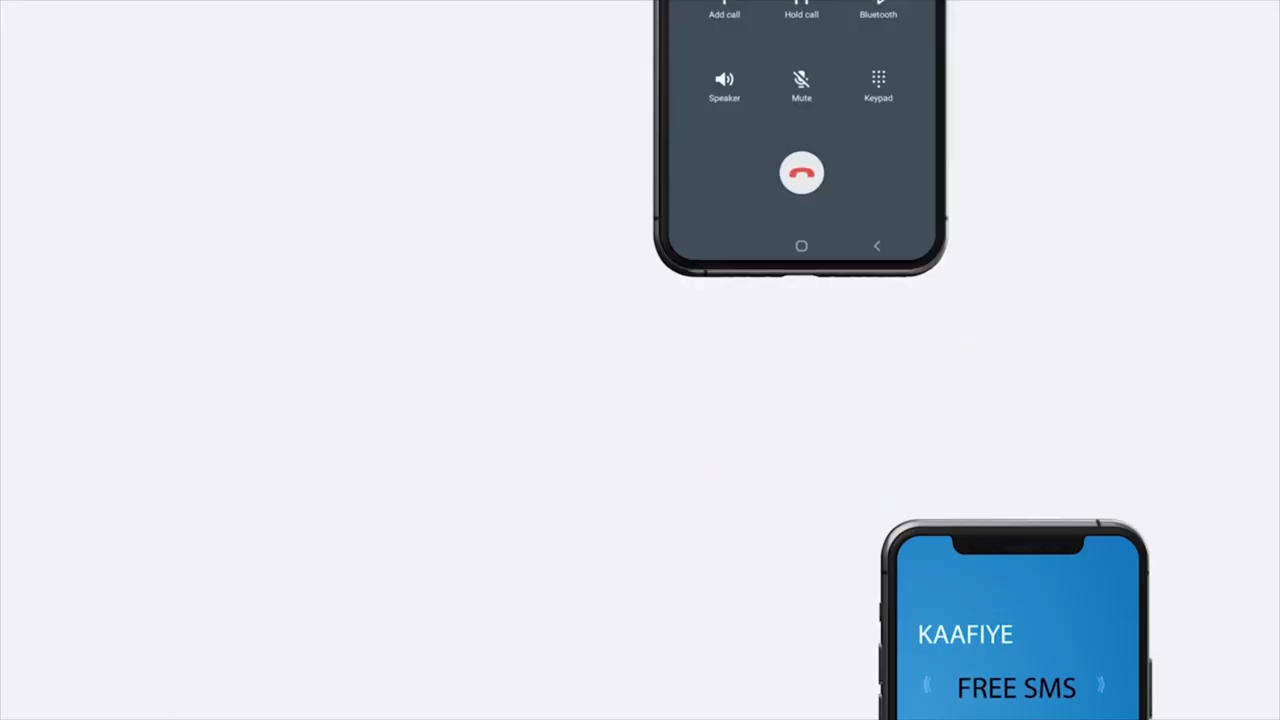 Add call Hold call Bluetooth
Speaker Mute Keypad
KAAFIYE
FREE SMS